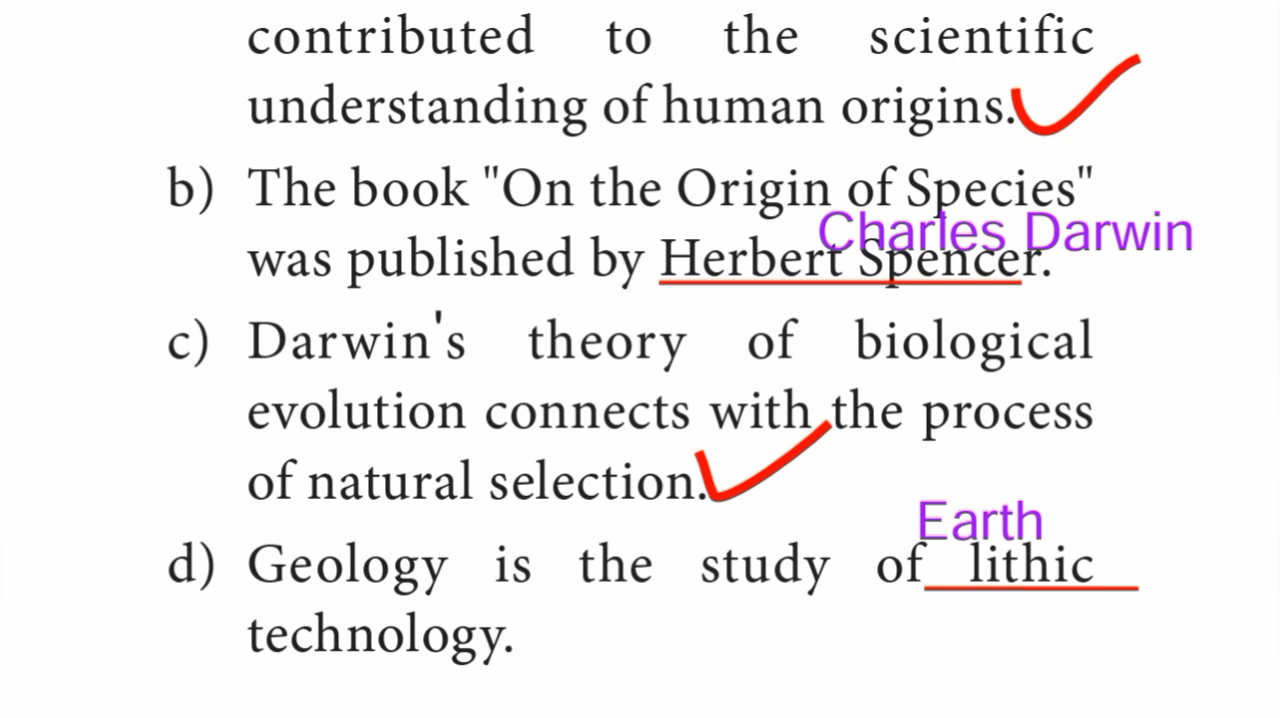 contributed to the scientific
understanding of human origins.
b) The book "On the Origin of Species"
Charles Darwin
was published by Herbert Spencer.
c) Darwin's theory of biological
evolution connects with the process
of natural selection.
Earth
d) Geology is the study of lithic
technology.